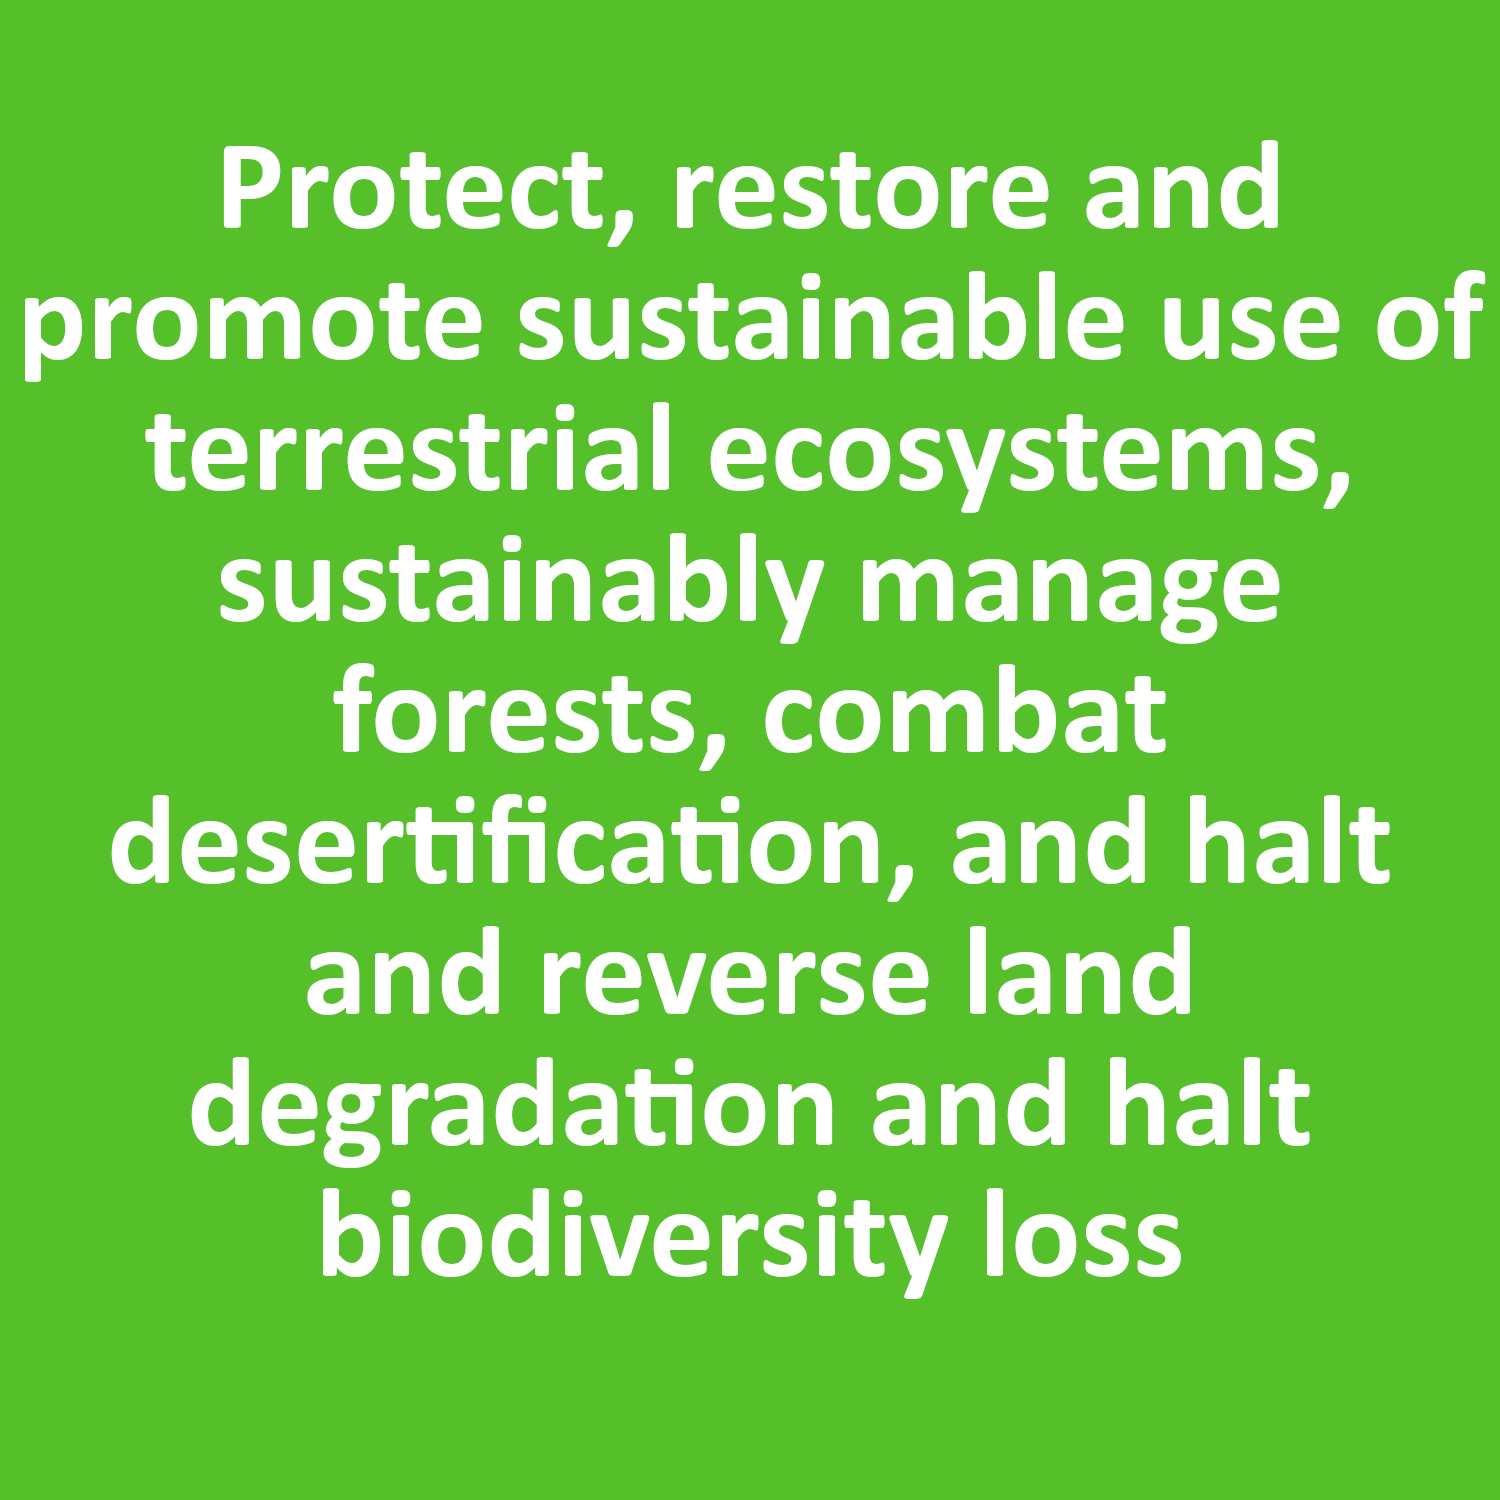 Protect, restore and
promote sustainable use of
terrestrial ecosystems,
sustainably manage
forests, combat
desertification, and halt
and reverse land
degradation and halt
biodiversity loss